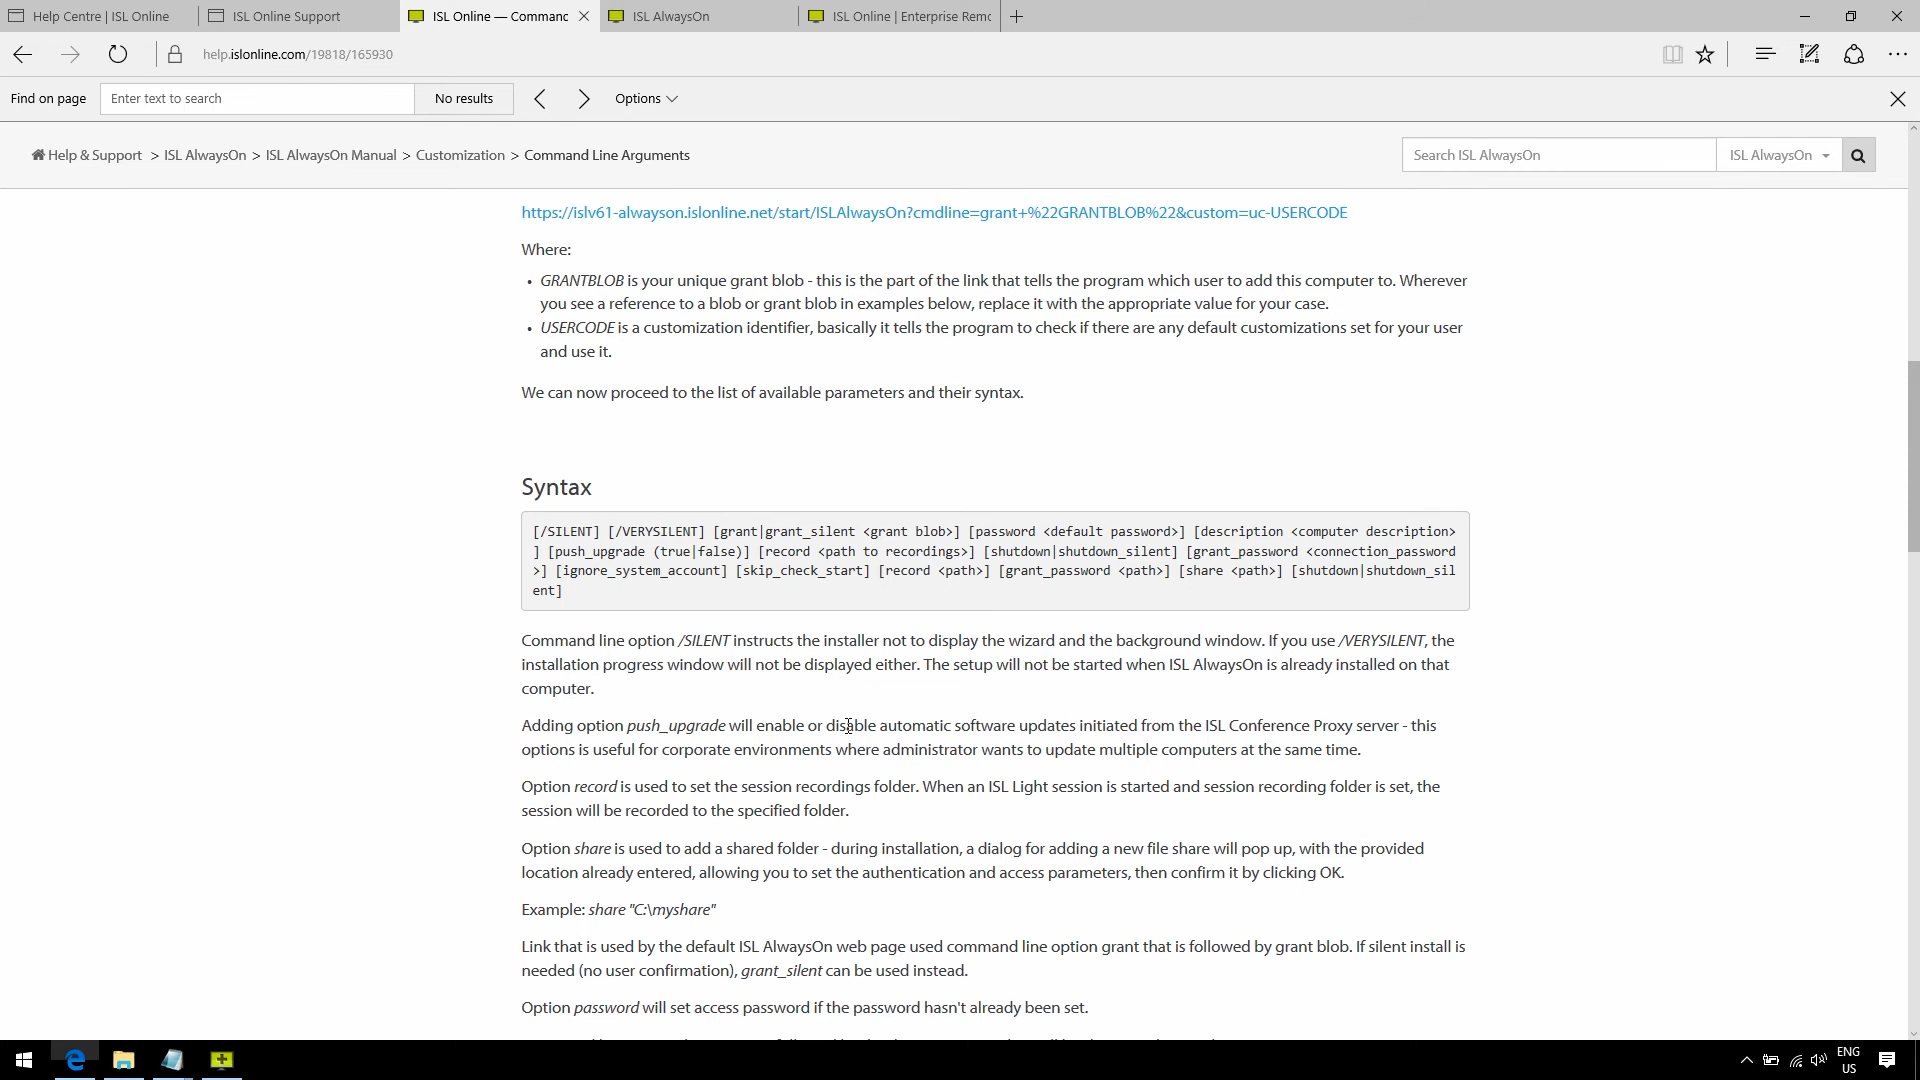 Help Centre | ISL Online
ISL Online Support
ISL Online — Commanc
ISL AlwaysOn
ISL Online | Enterprise Remo
help.islonline.com/19818/165930
Find on page
Enter text to search
No results
Options
Help & Support > ISL AlwaysOn > ISL AlwaysOn Manual > Customization > Command Line Arguments
Search ISL AlwaysOn
ISL AlwaysOn
https://islv61-alwayson.islonline.net/start/ISLAlwaysOn?cmdline=grant+%22GRANTBLOB%22&custom=uc-USERCODE
Where:
• GRANTBLOB is your unique grant blob - this is the part of the link that tells the program which user to add this computer to. Wherever
you see a reference to a blob or grant blob in examples below, replace it with the appropriate value for your case.
• USERCODE is a customization identifier, basically it tells the program to check if there are any default customizations set for your user
and use it.
We can now proceed to the list of available parameters and their syntax.
Syntax
[/SILENT] [/VERYSILENT] [grant|grant_silent <grant blob>] [password <default password>] [description <computer description>
] [push_upgrade (true|false)] [record <path to recordings>] [shutdown|shutdown_silent] [grant_password <connection_password
>] [ignore_system_account] [skip_check_start] [record <path>] [grant_password <path>] [share <path>] [shutdown|shutdown_sil
ent]
Command line option /SILENT instructs the installer not to display the wizard and the background window. If you use /VERYSILENT, the
installation progress window will not be displayed either. The setup will not be started when ISL AlwaysOn is already installed on that
computer.
Adding option push_upgrade will enable or disable automatic software updates initiated from the ISL Conference Proxy server - this
options is useful for corporate environments where administrator wants to update multiple computers at the same time.
Option record is used to set the session recordings folder. When an ISL Light session is started and session recording folder is set, the
session will be recorded to the specified folder.
Option share is used to add a shared folder - during installation, a dialog for adding a new file share will pop up, with the provided
location already entered, allowing you to set the authentication and access parameters, then confirm it by clicking OK.
Example: share "C:\myshare"
Link that is used by the default ISL AlwaysOn web page used command line option grant that is followed by grant blob. If silent install is
needed (no user confirmation), grant_silent can be used instead.
Option password will set access password if the password hasn't already been set.
ENG
US